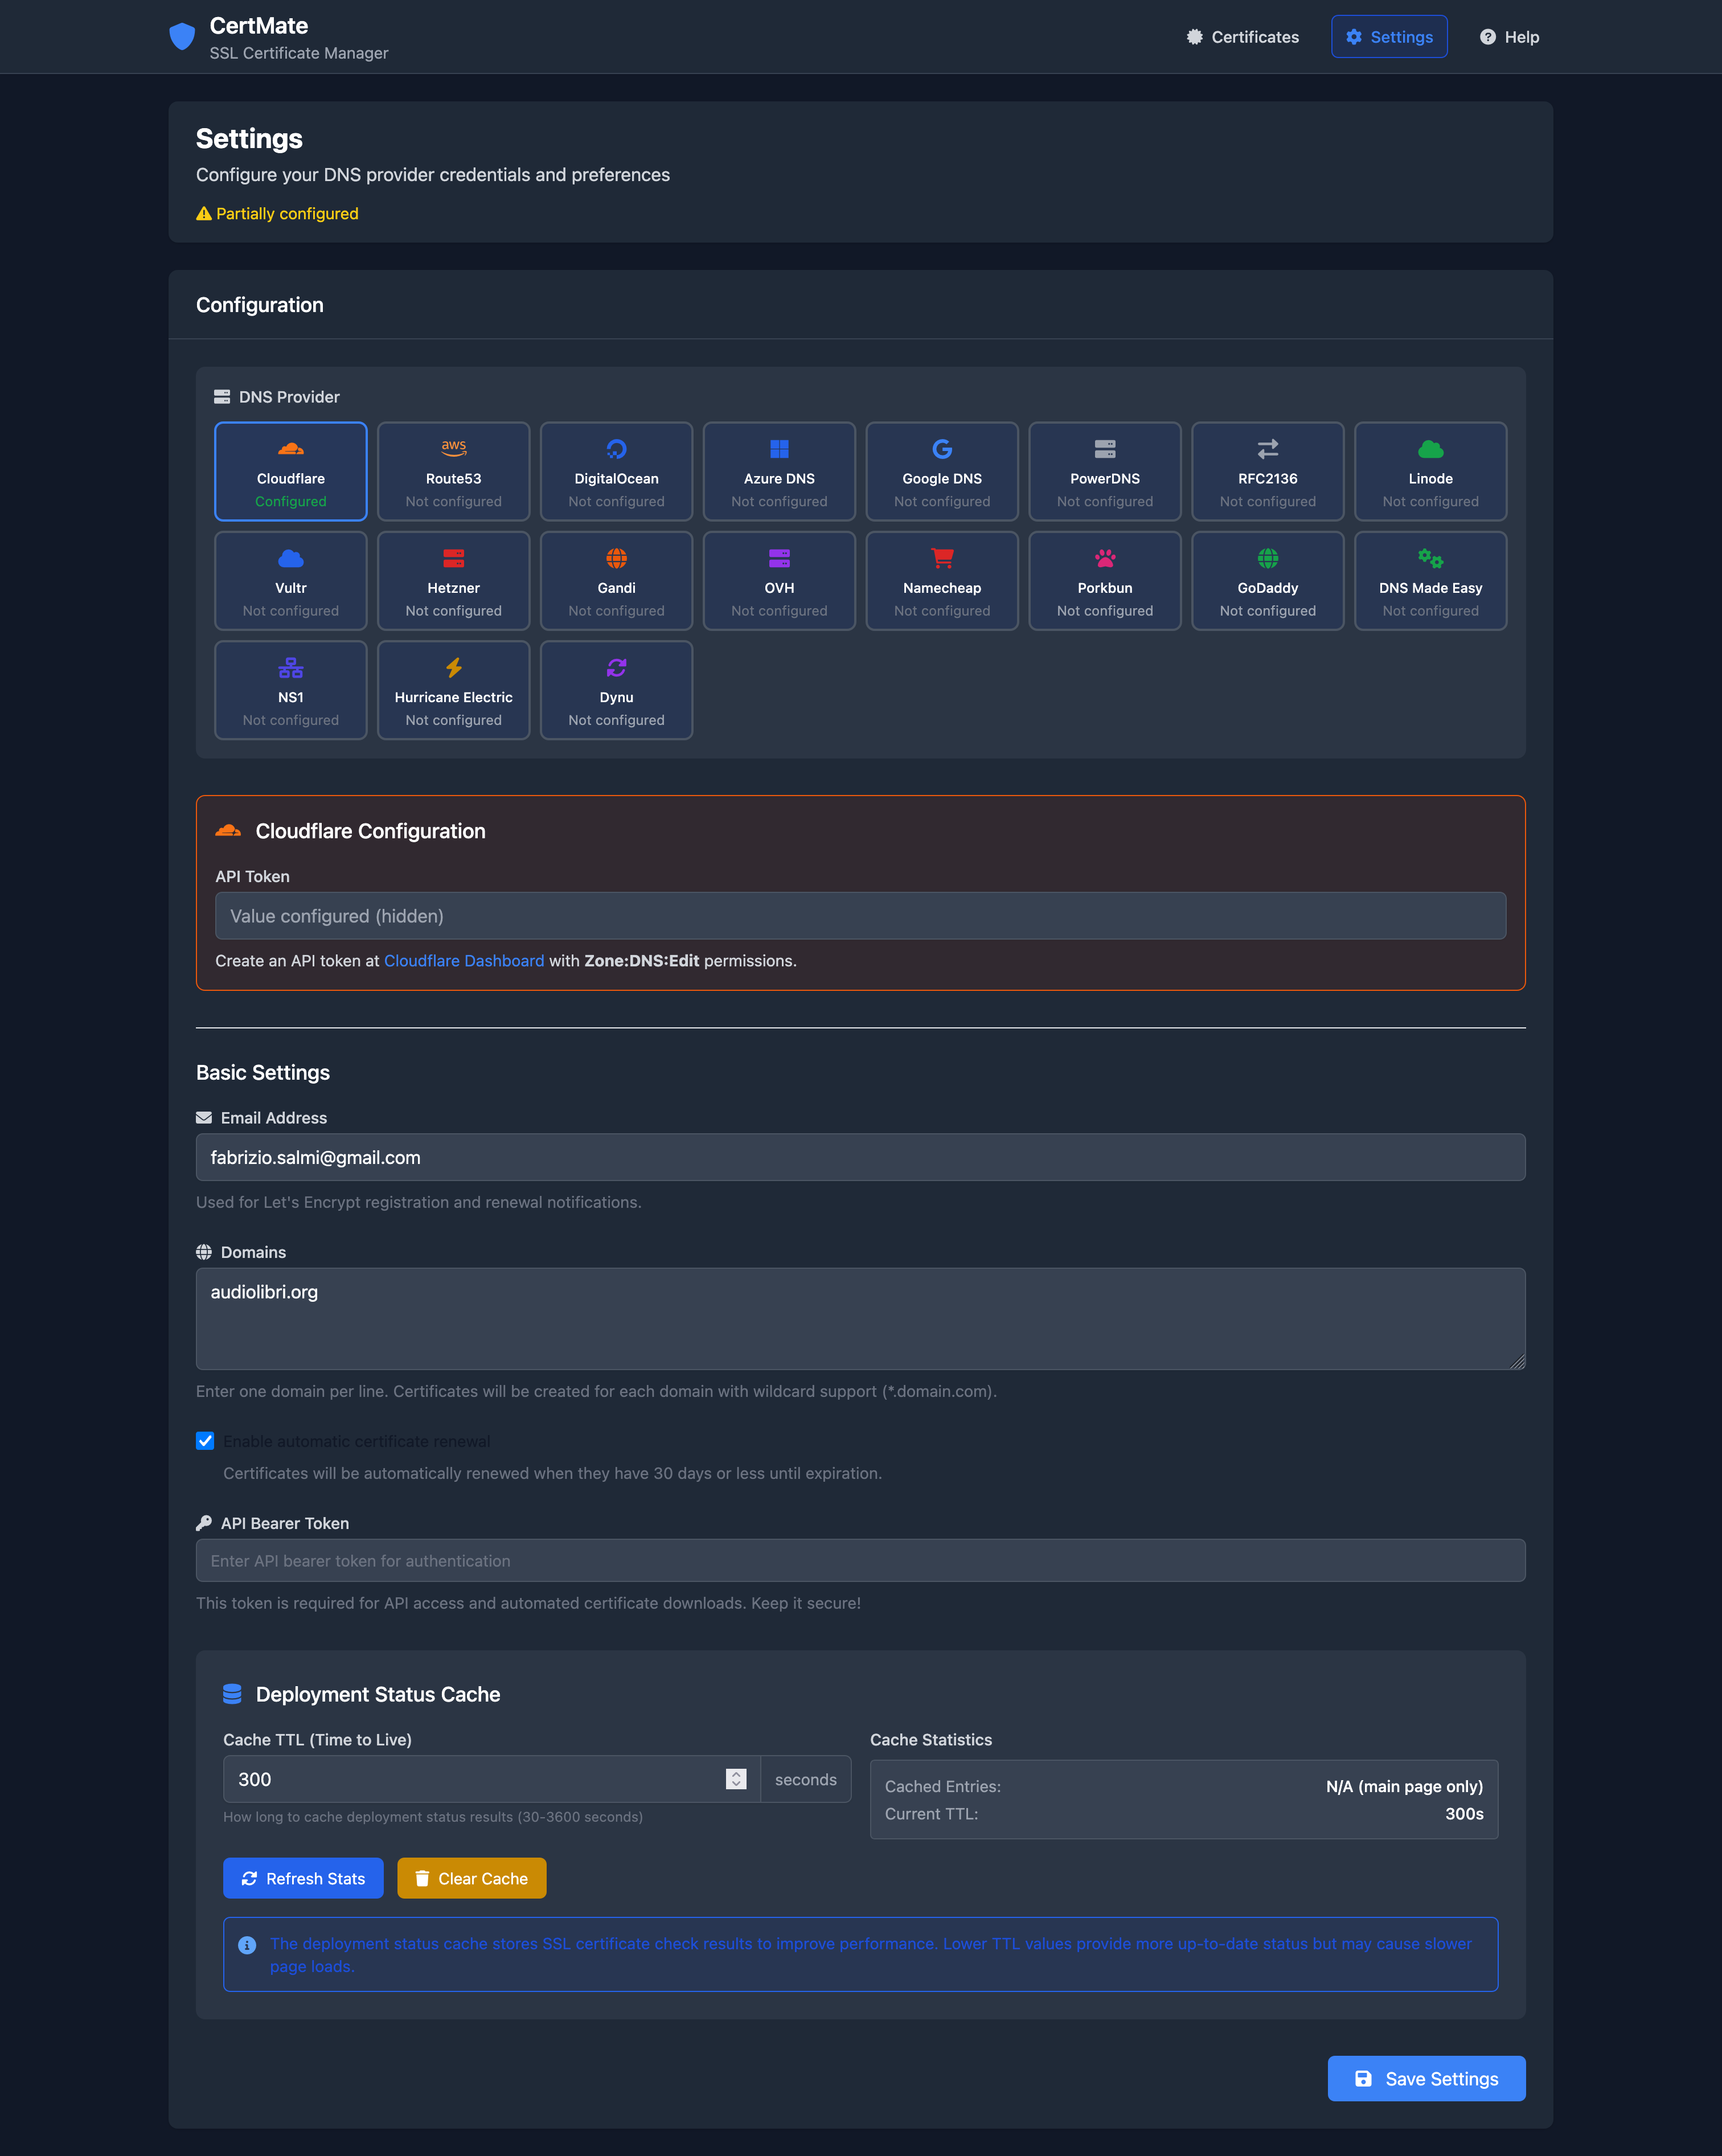 CertMate
SSL Certificate Manager
Certificates
Settings
Help
Settings
Configure your DNS provider credentials and preferences
Partially configured
Configuration
DNS Provider
Cloudflare
Configured
aws
Route53
Not configured
DigitalOcean
Not configured
Azure DNS
Not configured
Google DNS
Not configured
PowerDNS
Not configured
RFC2136
Not configured
Linode
Not configured
Vultr
Not configured
Hetzner
Not configured
Gandi
Not configured
OVH
Not configured
Namecheap
Not configured
Porkbun
Not configured
GoDaddy
Not configured
DNS Made Easy
Not configured
NS1
Not configured
Hurricane Electric
Not configured
Dynu
Not configured
Cloudflare Configuration
API Token
Value configured (hidden)
Create an API token at Cloudflare Dashboard with Zone:DNS:Edit permissions.
Basic Settings
Email Address
fabrizio.salmi@gmail.com
Used for Let's Encrypt registration and renewal notifications.
Domains
audiolibri.org
Enter one domain per line. Certificates will be created for each domain with wildcard support (*.domain.com).
Enable automatic certificate renewal
Certificates will be automatically renewed when they have 30 days or less until expiration.
API Bearer Token
Enter API bearer token for authentication
This token is required for API access and automated certificate downloads. Keep it secure!
Deployment Status Cache
Cache TTL (Time to Live)
300
seconds
How long to cache deployment status results (30-3600 seconds)
Cache Statistics
Cached Entries: N/A (main page only)
Current TTL: 300s
Refresh Stats
Clear Cache
The deployment status cache stores SSL certificate check results to improve performance. Lower TTL values provide more up-to-date status but may cause slower
page loads.
Save Settings